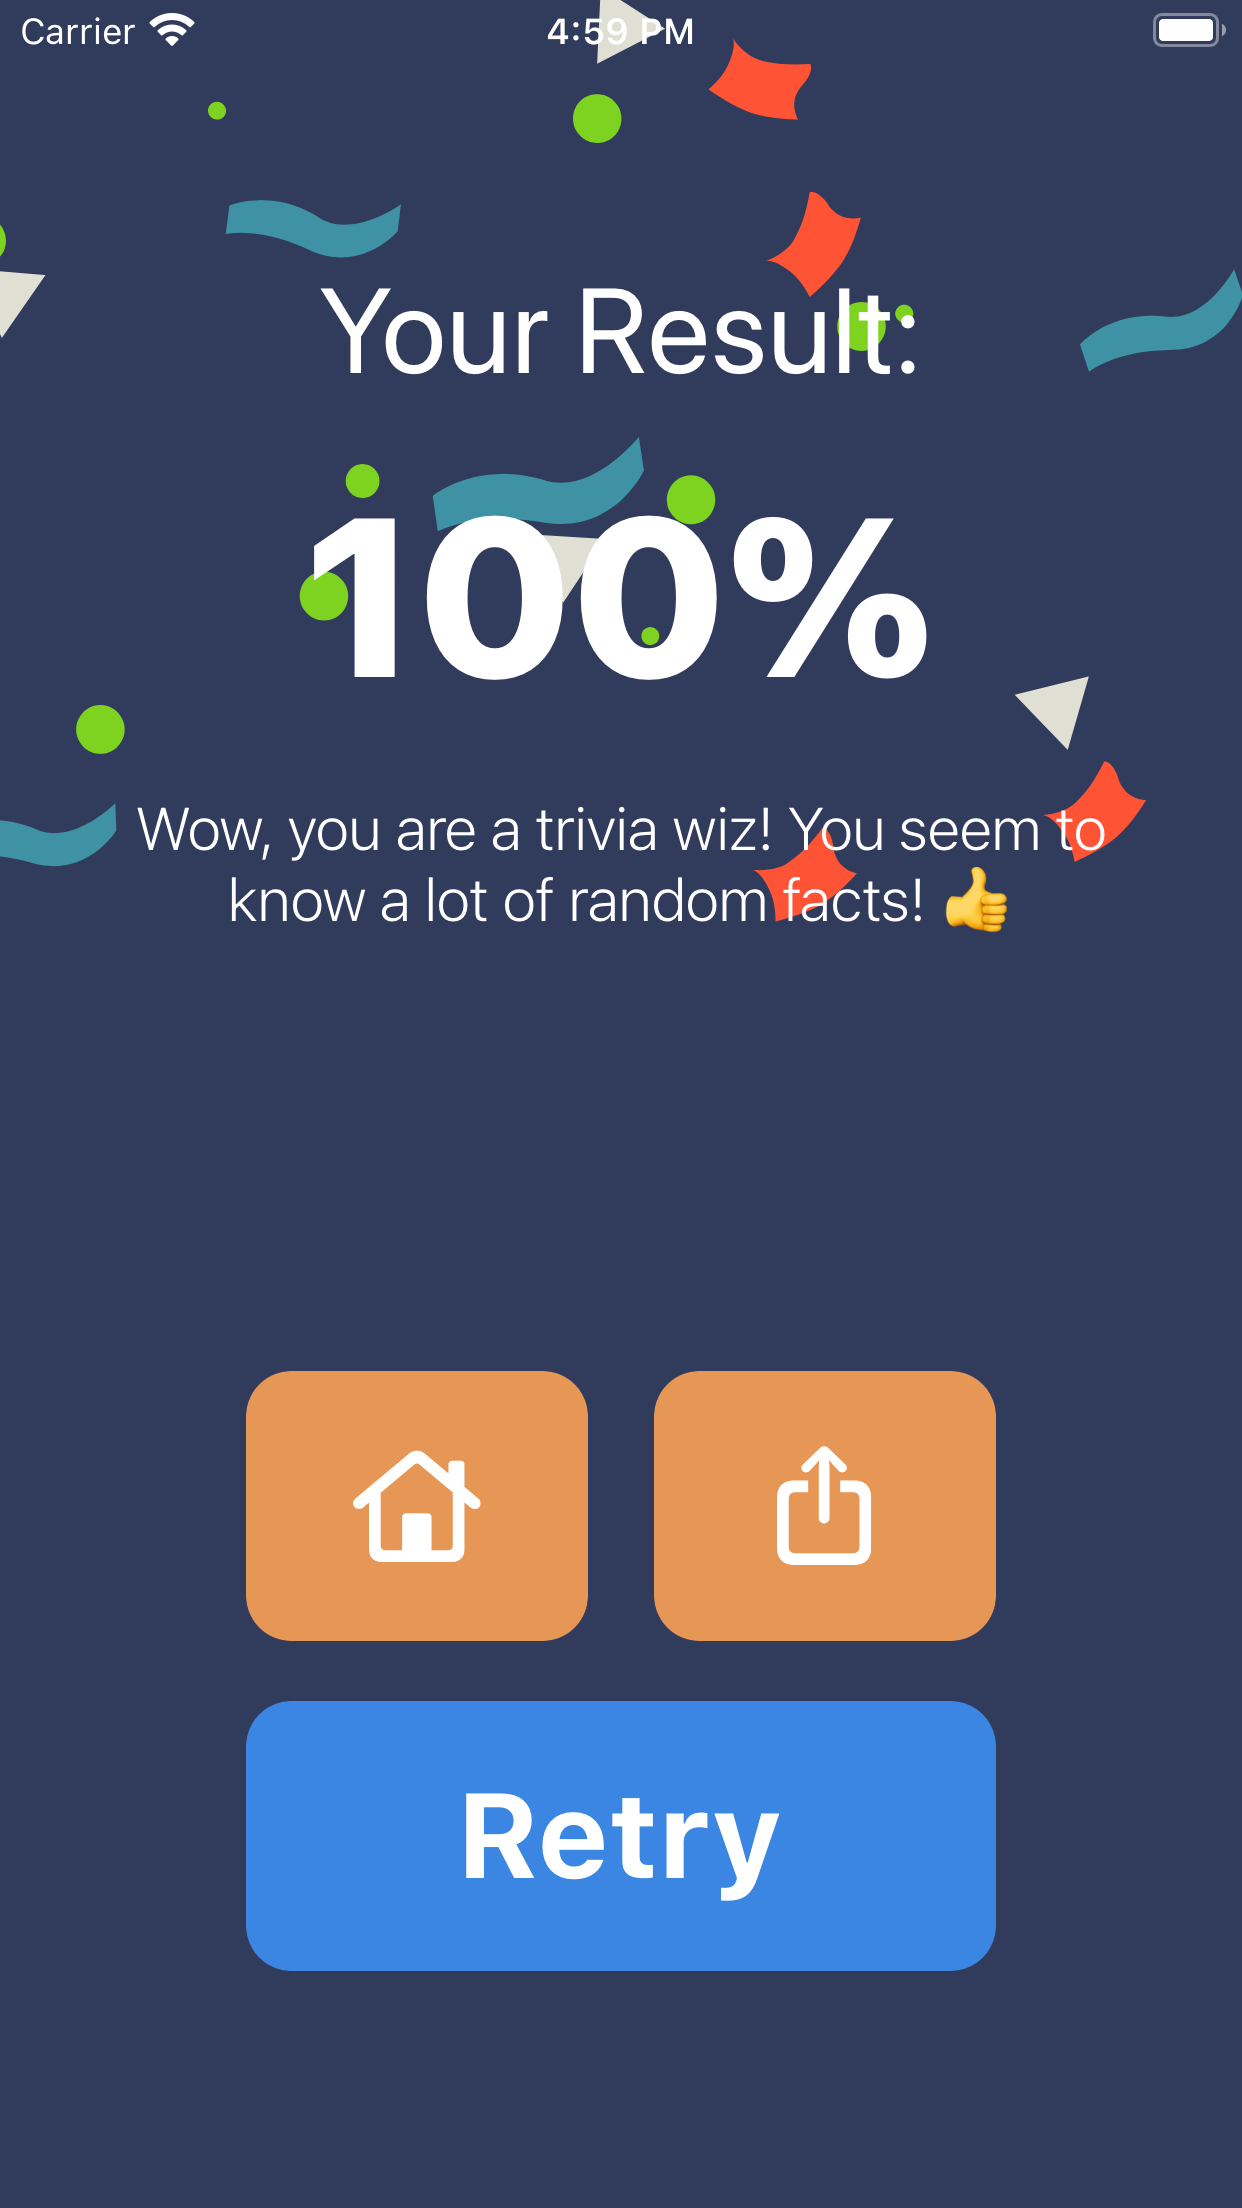 Carrier 4:59 PM
Your Result:
100%
Wow, you are a trivia wiz! You seem to
know a lot of random facts! 👍
Retry